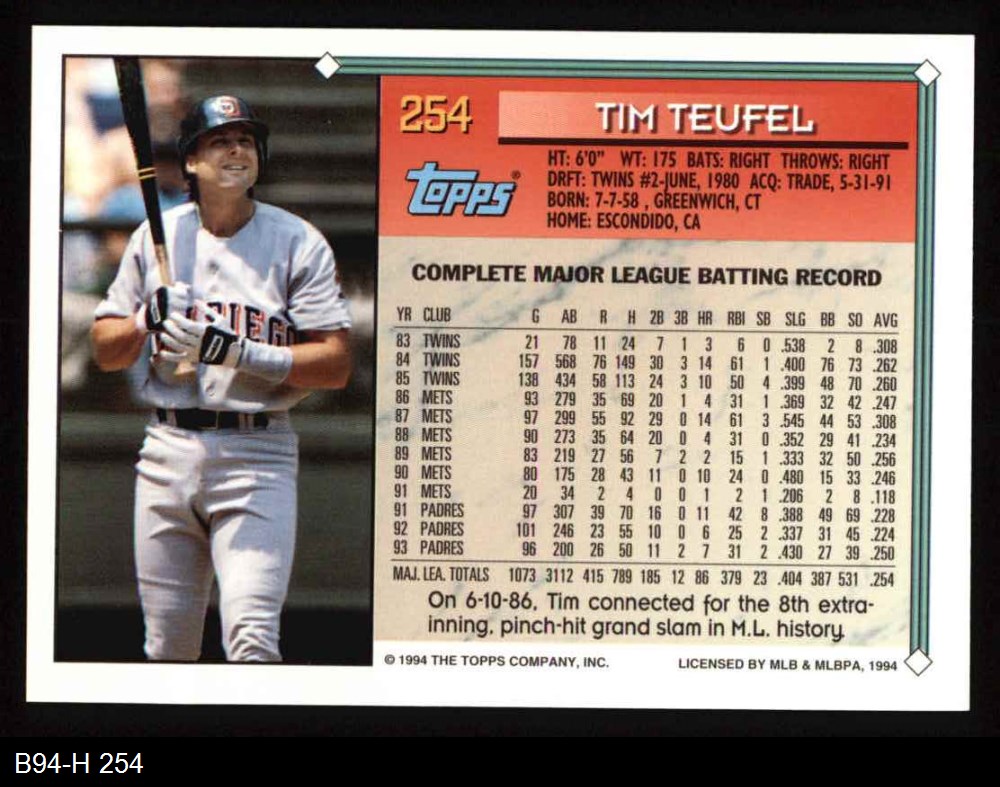 254
TIM TEUFEL
TOPPS®
HT: 6'0" WT: 175 BATS: RIGHT THROWS: RIGHT
DRFT: TWINS #2-JUNE, 1980 ACQ: TRADE, 5-31-91
BORN: 7-7-58 , GREENWICH, CT
HOME: ESCONDIDO, CA
COMPLETE MAJOR LEAGUE BATTING RECORD
YR CLUB G AB R H 2B 3B HR RBI SB SLG BB SO AVG
83 TWINS 21 78 11 24 7 1 3 6 0 .538 2 8 .308
84 TWINS 157 568 76 149 30 3 14 61 1 .400 76 73 .262
85 TWINS 138 434 58 113 24 3 10 50 4 .399 48 70 .260
86 METS 93 279 35 69 20 1 4 31 1 .369 32 42 .247
87 METS 97 299 55 92 29 0 14 61 3 .545 44 53 .308
88 METS 90 273 35 64 20 0 4 31 0 .352 29 41 .234
89 METS 83 219 27 56 7 2 2 15 1 .333 32 50 .256
90 METS 80 175 28 43 11 0 10 24 0 .480 15 33 .246
91 METS 20 34 2 4 0 0 1 2 1 .206 2 8 .118
91 PADRES 97 307 39 70 16 0 11 42 8 .388 49 69 .228
92 PADRES 101 246 23 55 10 0 6 25 2 .337 31 45 .224
93 PADRES 96 200 26 50 11 2 7 31 2 .430 27 39 .250
MAJ. LEA. TOTALS 1073 3112 415 789 185 12 86 379 23 .404 387 531 .254
On 6-10-86, Tim connected for the 8th extra-
inning, pinch-hit grand slam in M.L. history.
© 1994 THE TOPPS COMPANY, INC. LICENSED BY MLB & MLBPA, 1994
B94-H 254